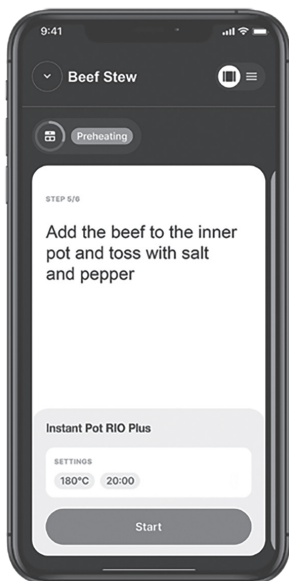 9:41
Beef Stew
Preheating
STEP 5/6
Add the beef to the inner
pot and toss with salt
and pepper
Instant Pot RIO Plus
SETTINGS
180°C 20:00
Start